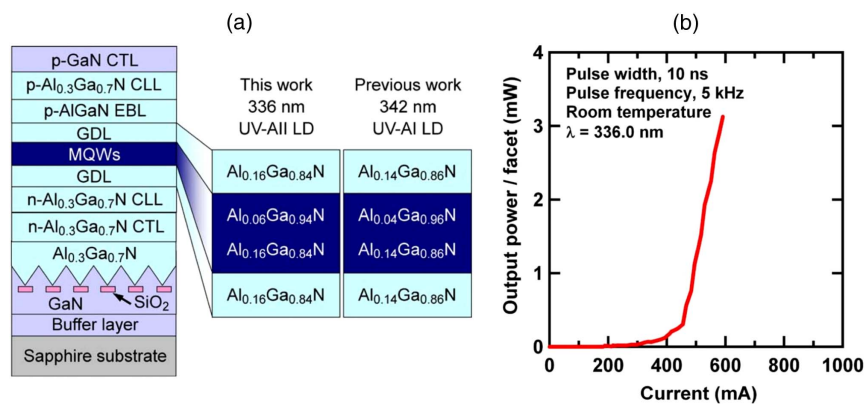 (a)
p-GaN CTL
p-Al0.3Ga0.7N CLL
p-AlGaN EBL
GDL
MQWs
GDL
n-Al0.3Ga0.7N CLL
n-Al0.3Ga0.7N CTL
Al0.3Ga0.7N
SiO2
GaN
Buffer layer
Sapphire substrate
This work
336 nm
UV-AII LD
Al0.16Ga0.84N
Al0.06Ga0.94N
Al0.16Ga0.84N
Al0.16Ga0.84N
Previous work
342 nm
UV-AI LD
Al0.14Ga0.86N
Al0.04Ga0.96N
Al0.14Ga0.86N
Al0.14Ga0.86N
(b)
Pulse width, 10 ns
Pulse frequency, 5 kHz
Room temperature
λ = 336.0 nm
Output power / facet (mW)
4
3
2
1
0
0 200 400 600 800 1000
Current (mA)